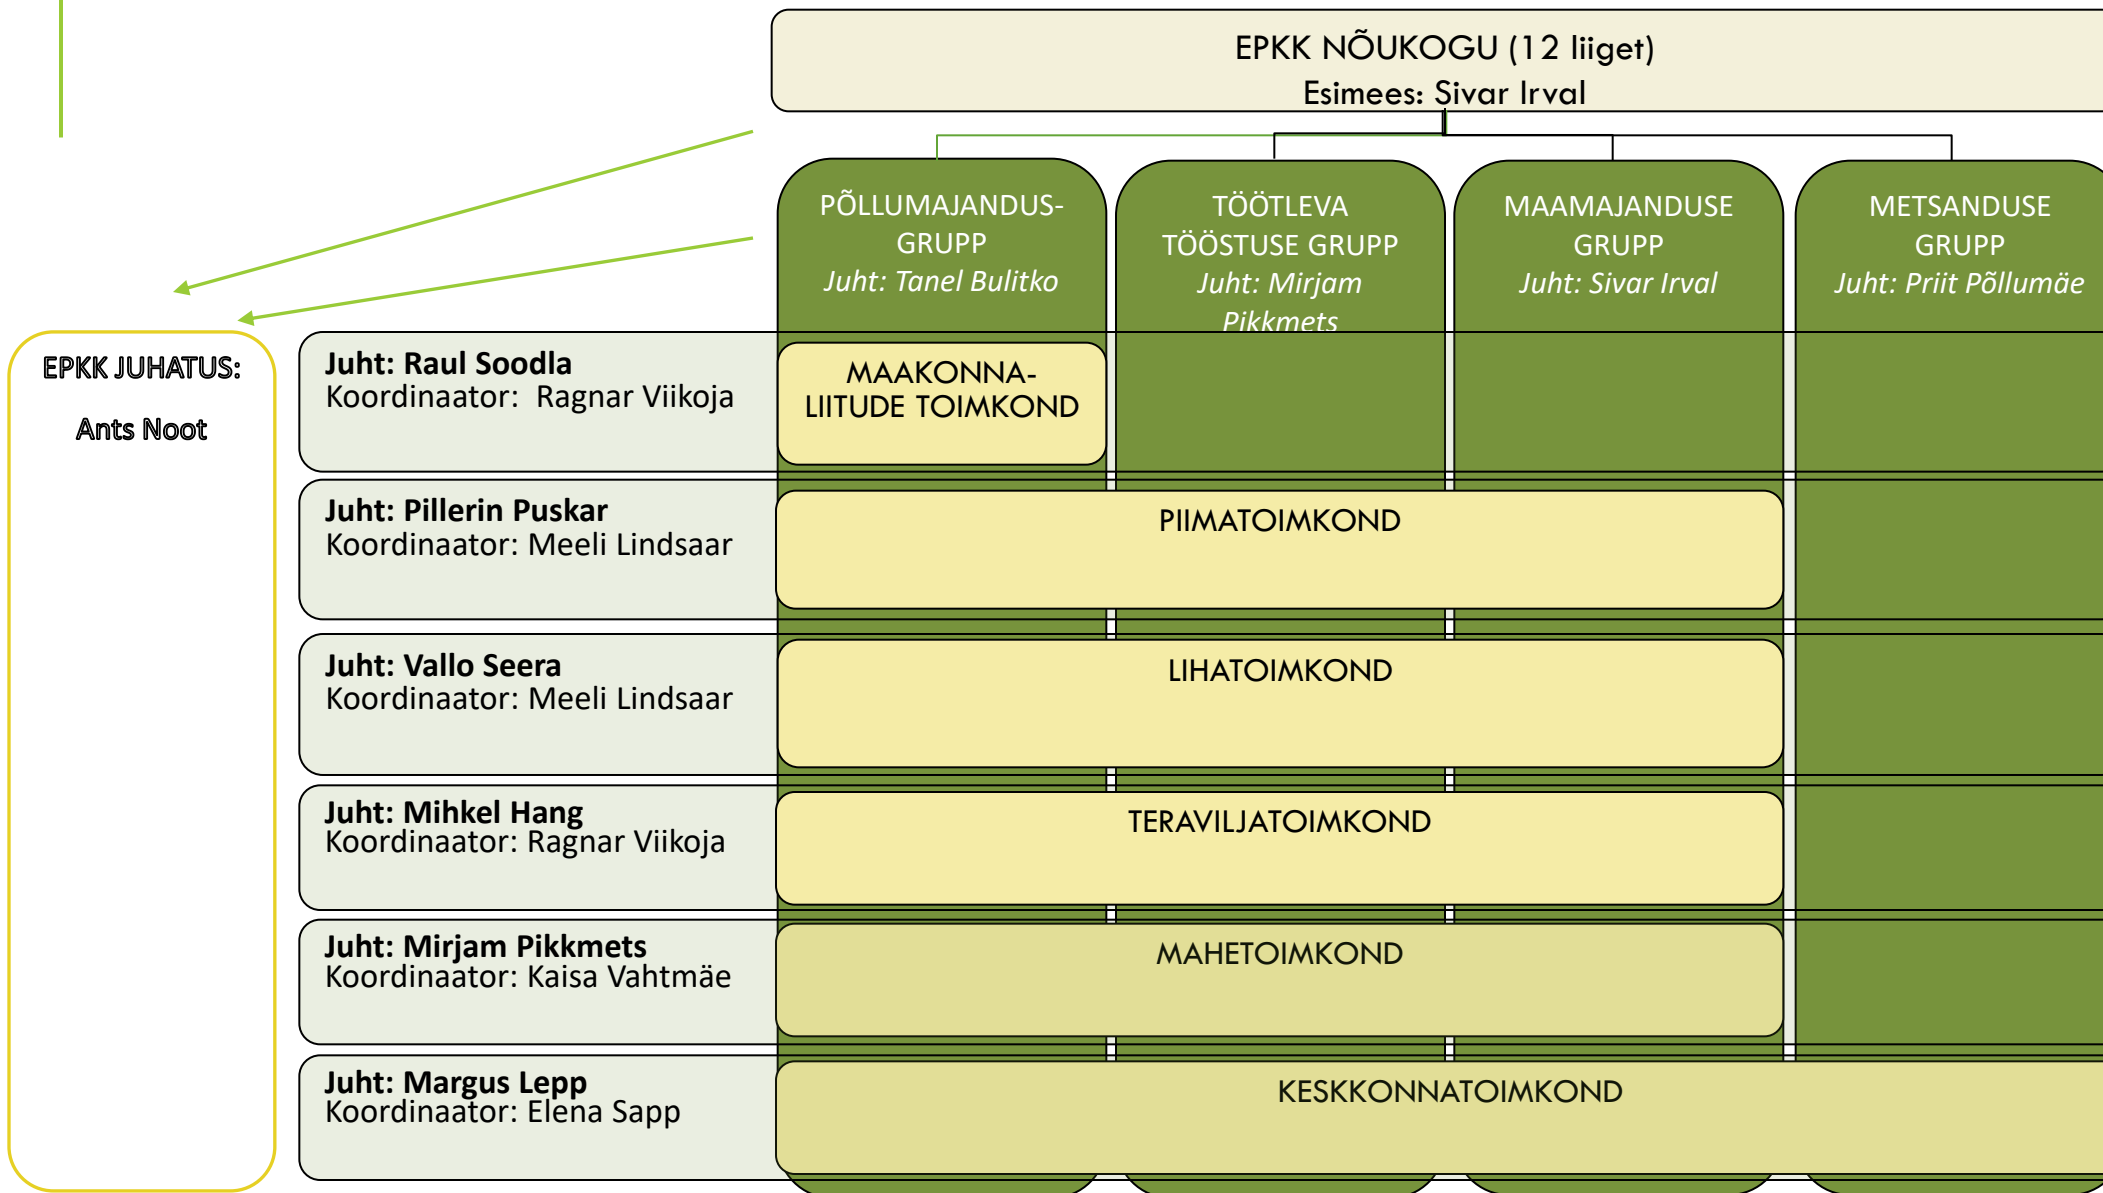 EPKK NÕUKOGU (12 liiget)
Esimees: Sivar Irval
PÕLLUMAJANDUS-
GRUPP
Juht: Tanel Bulitko
TÖÖTLEVA
TÖÖSTUSE GRUPP
Juht: Mirjam
Pikkmets
MAAMAJANDUSE
GRUPP
Juht: Sivar Irval
METSANDUSE
GRUPP
Juht: Priit Põllumäe
EPKK JUHATUS:
Ants Noot
Juht: Raul Soodla
Koordinaator: Ragnar Viikoja
MAAKONNA-
LIITUDE TOIMKOND
Juht: Pillerin Puskar
Koordinaator: Meeli Lindsaar
PIIMATOIMKOND
Juht: Vallo Seera
Koordinaator: Meeli Lindsaar
LIHATOIMKOND
Juht: Mihkel Hang
Koordinaator: Ragnar Viikoja
TERAVILJATOIMKOND
Juht: Mirjam Pikkmets
Koordinaator: Kaisa Vahtmäe
MAHETOIMKOND
Juht: Margus Lepp
Koordinaator: Elena Sapp
KESKKONNATOIMKOND